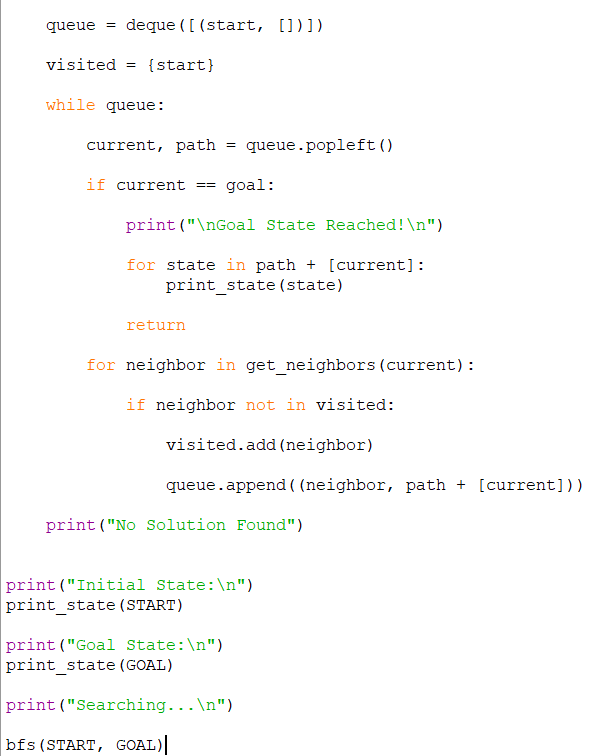 queue = deque([(start, [])])
    visited = {start}
    while queue:
        current, path = queue.popleft()
        if current == goal:
            print("\nGoal State Reached!\n")
            for state in path + [current]:
                print_state(state)
            return
        for neighbor in get_neighbors(current):
            if neighbor not in visited:
                visited.add(neighbor)
                queue.append((neighbor, path + [current]))
    print("No Solution Found")
print("Initial State:\n")
print_state(START)
print("Goal State:\n")
print_state(GOAL)
print("Searching...\n")
bfs(START, GOAL)